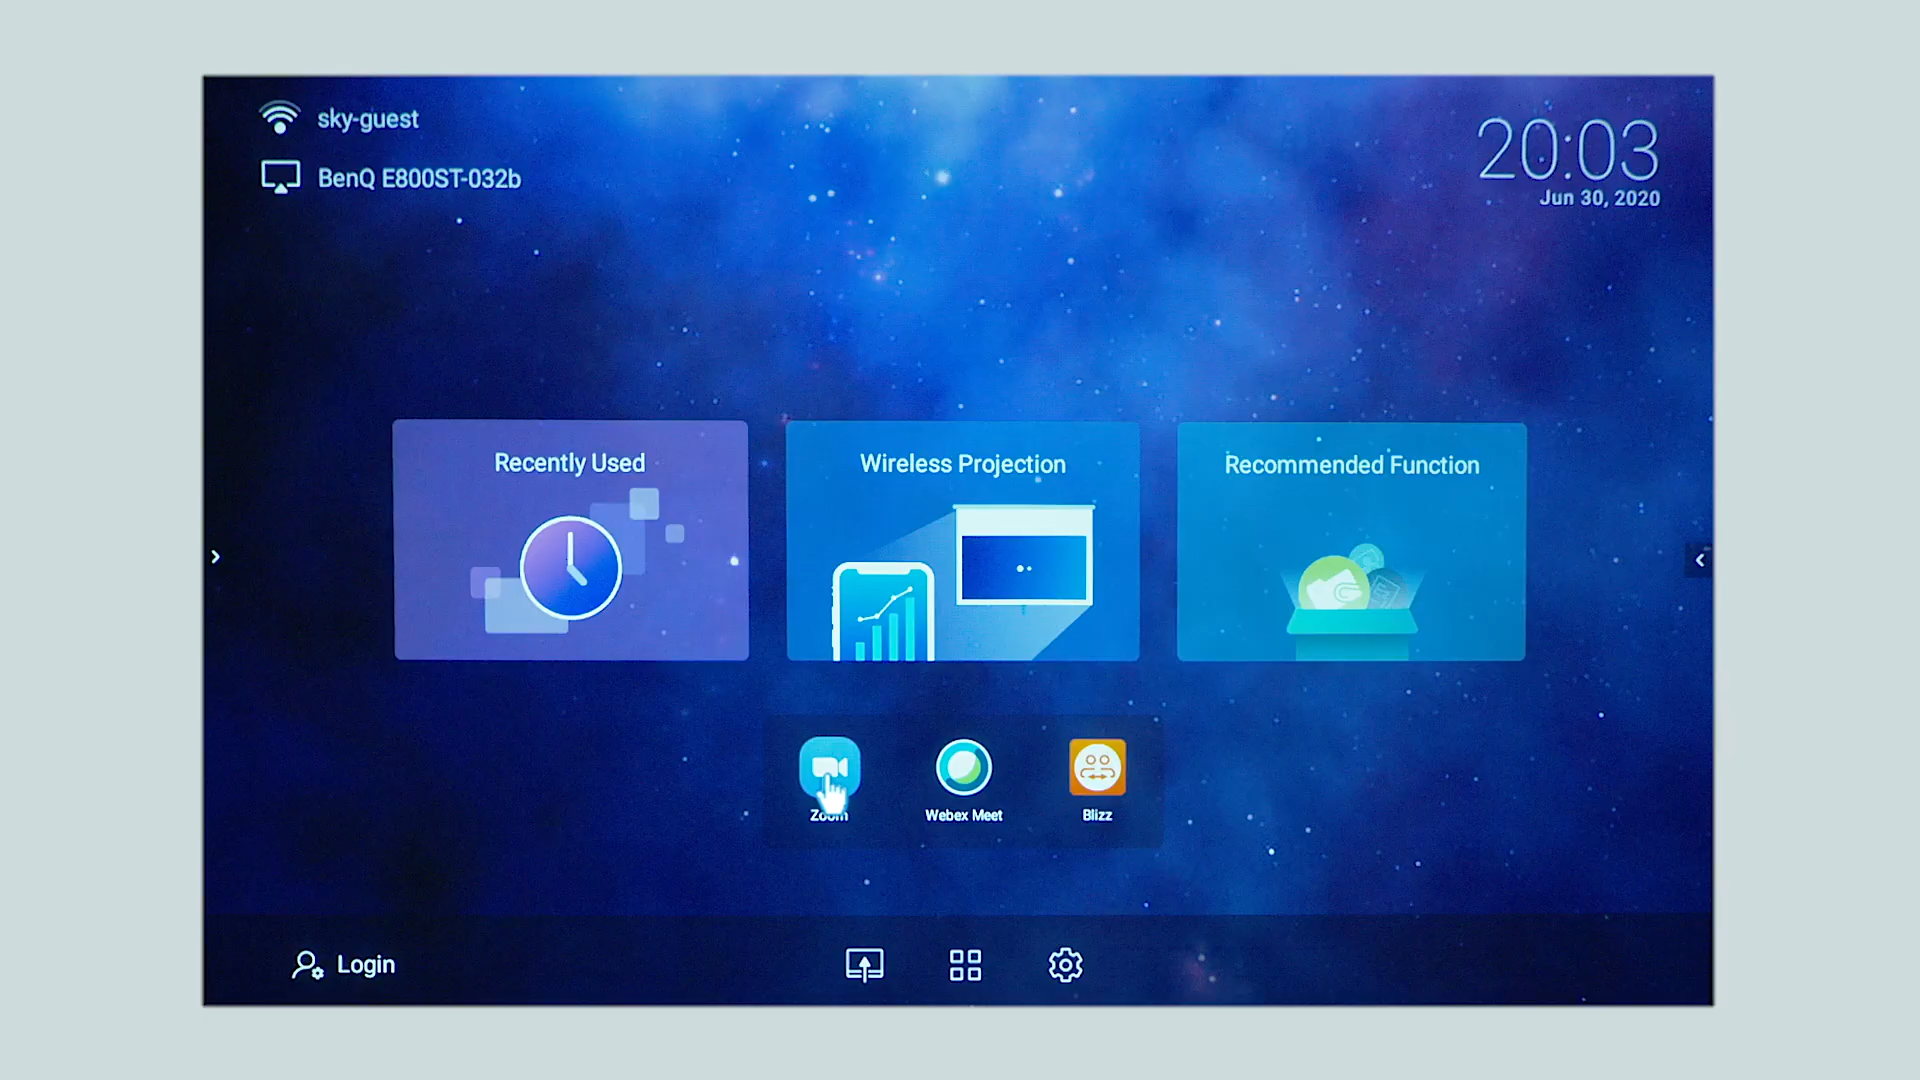 sky-guest
BenQ E800ST-032b
20:03
Jun 30, 2020
Recently Used
Wireless Projection
Recommended Function
Zoom
Webex Meet
Blizz
Login